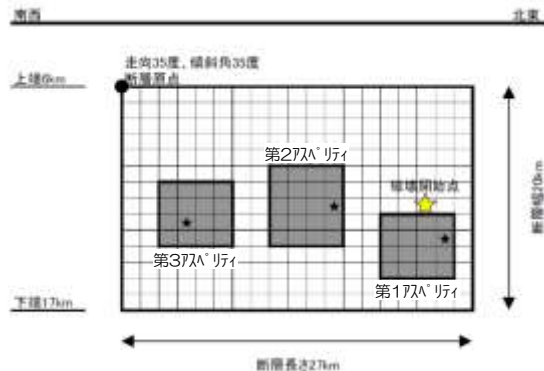 南西
北東
走向35度，傾斜角35度
上端6km
断層原点
第2ｱｽﾍﾟﾘﾃｨ
破壊開始点
断層幅20km
第3ｱｽﾍﾟﾘﾃｨ
第1ｱｽﾍﾟﾘﾃｨ
下端17km
断層長さ27km